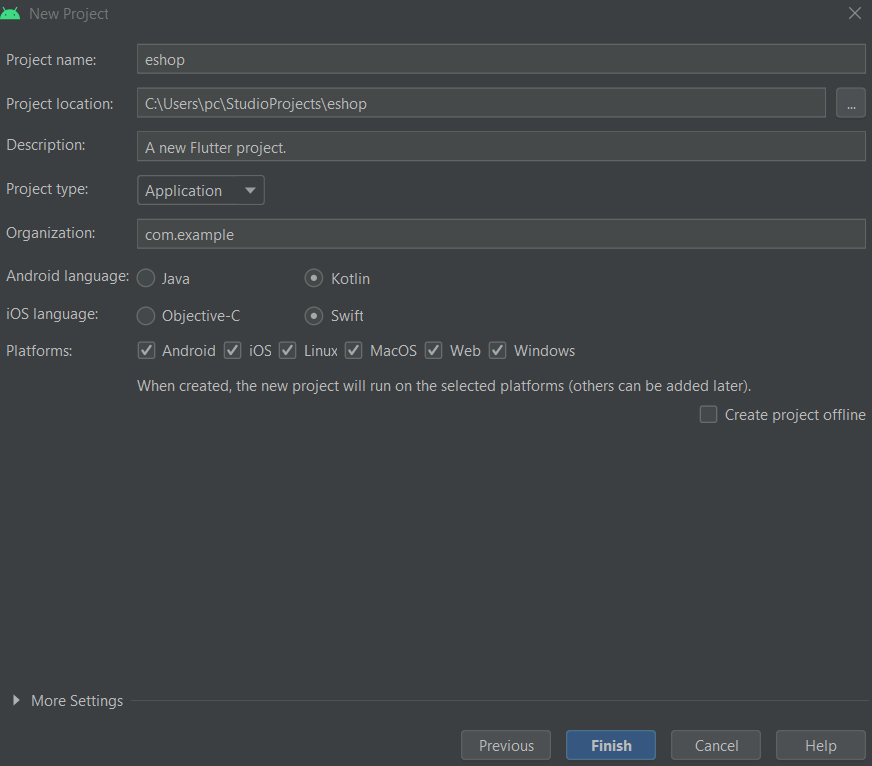 New Project
Project name: eshop
Project location: C:\Users\pc\StudioProjects\eshop ...
Description: A new Flutter project.
Project type: Application
Organization: com.example
Android language: Java Kotlin
iOS language: Objective-C Swift
Platforms: Android iOS Linux MacOS Web Windows
When created, the new project will run on the selected platforms (others can be added later).
Create project offline
More Settings
Previous Finish Cancel Help